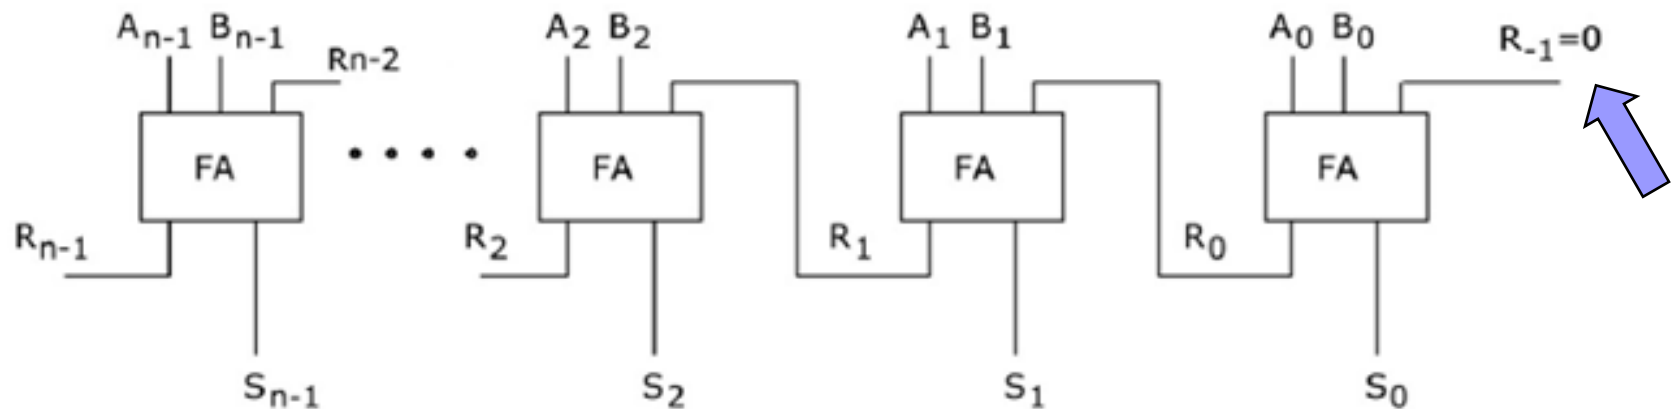 Aₙ₋₁ Bₙ₋₁ A₂ B₂ A₁ B₁ A₀ B₀ R₋₁=0
Rn-2
FA FA FA FA
Rₙ₋₁ R₂ R₁ R₀
Sₙ₋₁ S₂ S₁ S₀